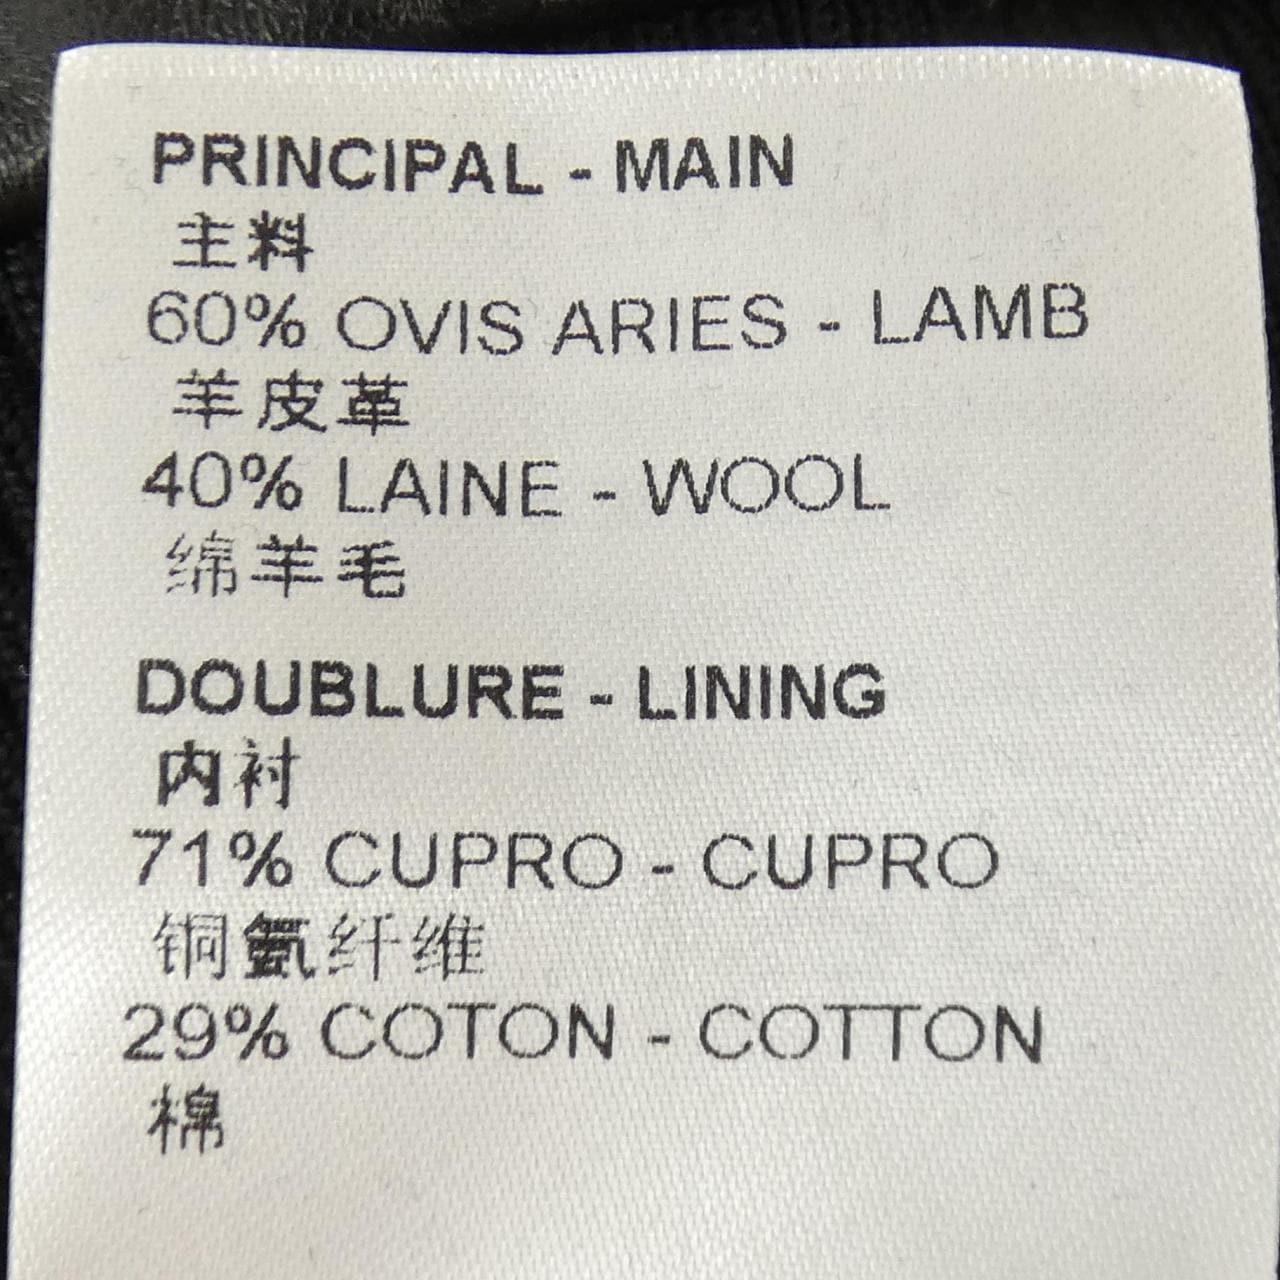 PRINCIPAL - MAIN
主料
60% OVIS ARIES - LAMB
羊皮革
40% LAINE - WOOL
绵羊毛
DOUBLURE - LINING
内衬
71% CUPRO - CUPRO
铜氨纤维
29% COTON - COTTON
棉